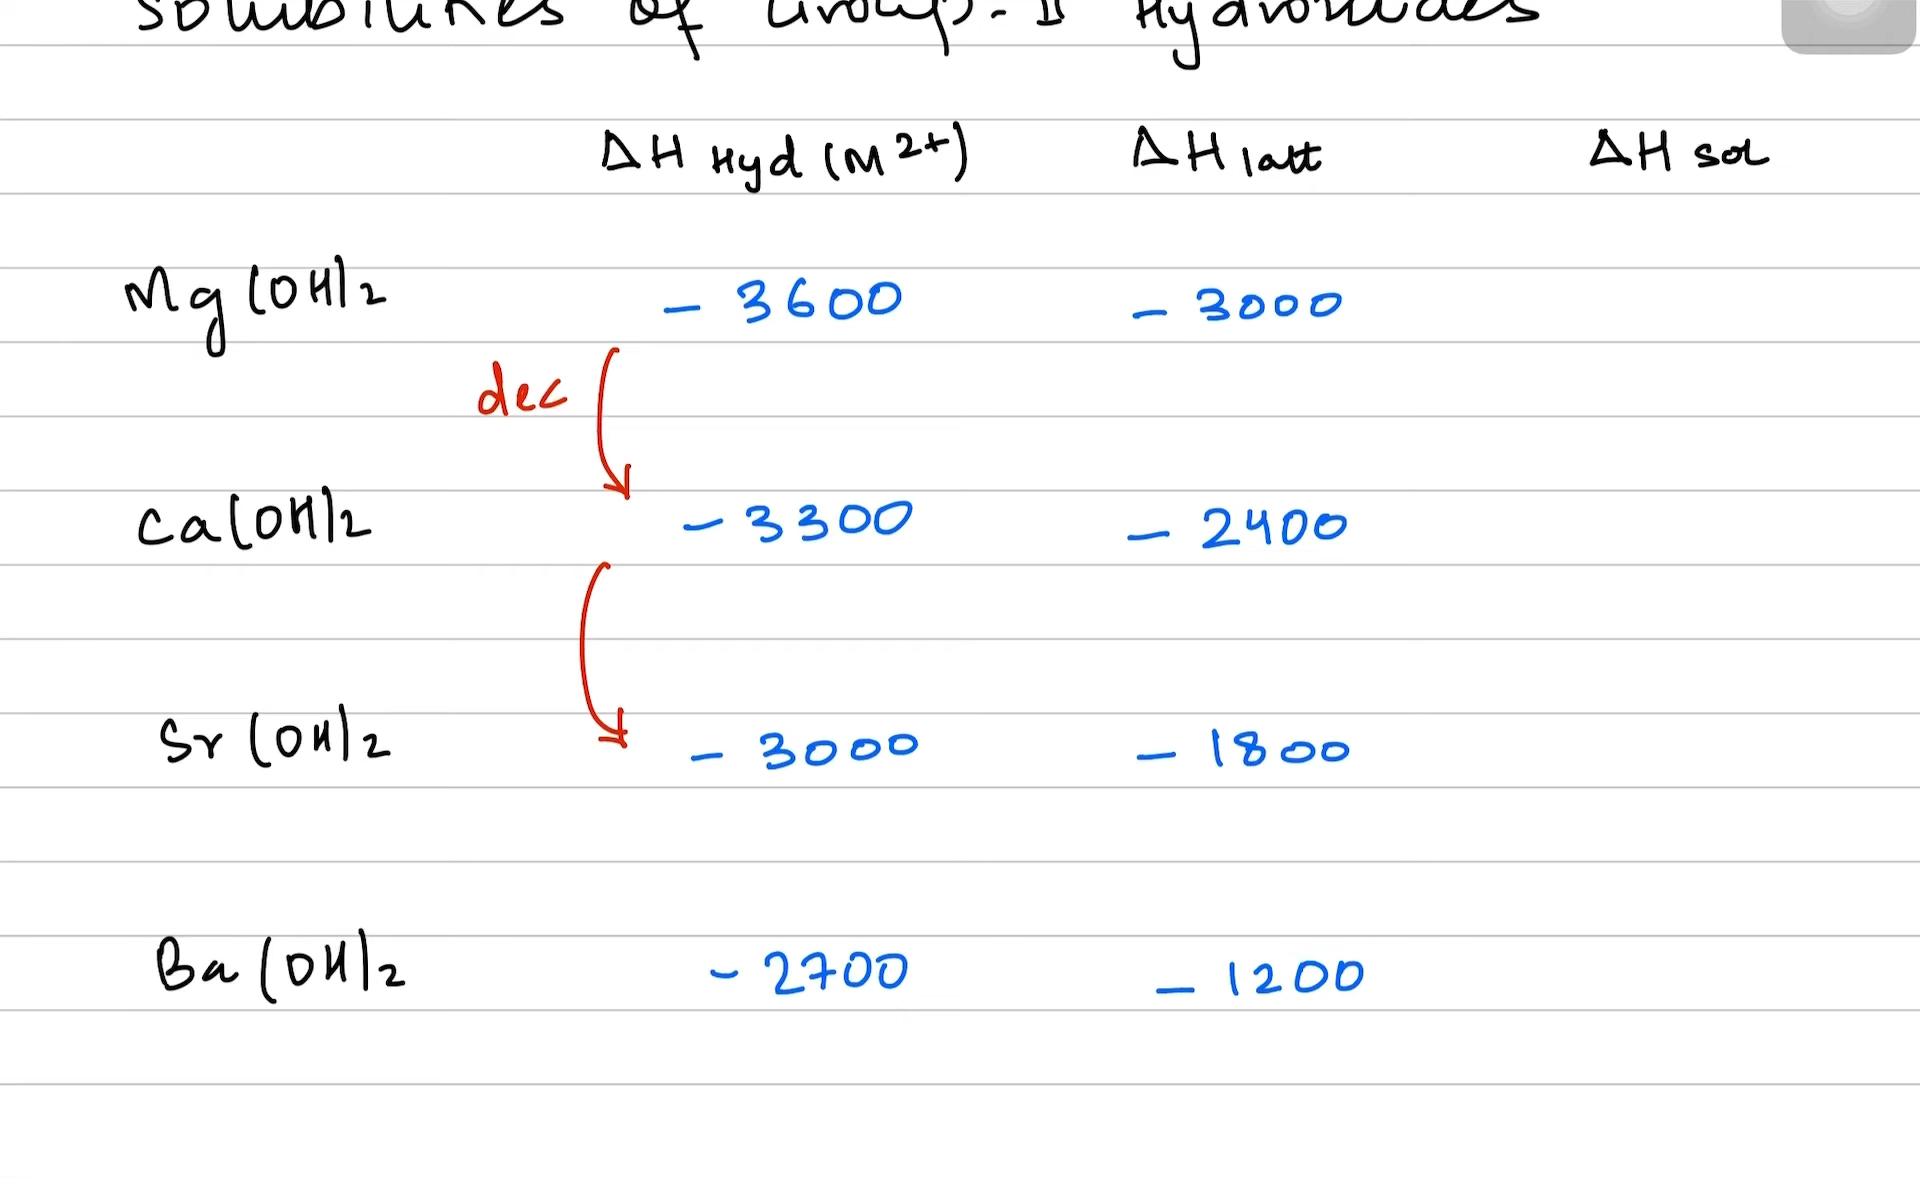 Solubilities of Group-II Hydroxides
ΔH Hyd (M2+) ΔH latt ΔH sol
Mg(OH)2 - 3600 - 3000
dec
Ca(OH)2 - 3300 - 2400
Sr(OH)2 - 3000 - 1800
Ba(OH)2 - 2700 - 1200